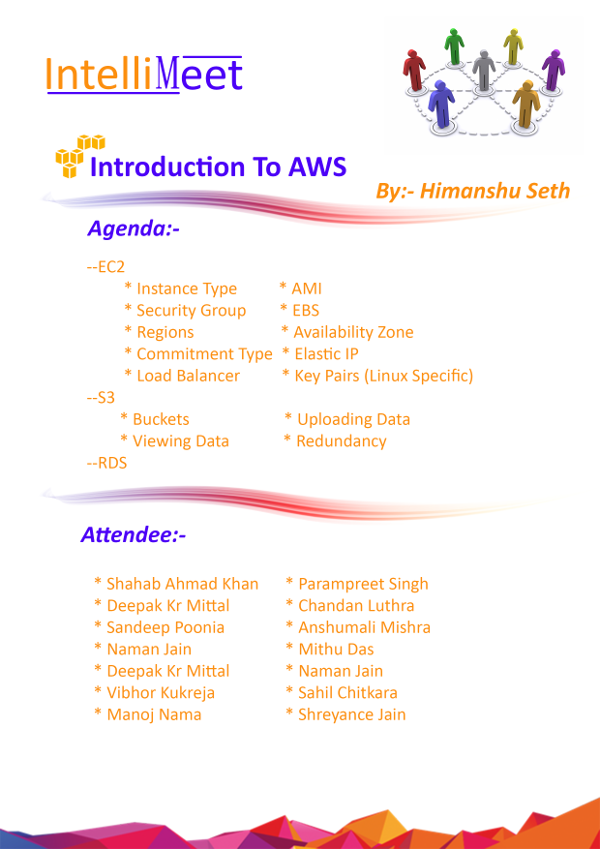 IntelliMeet
Introduction To AWS
By:- Himanshu Seth
Agenda:-
--EC2
* Instance Type * AMI
* Security Group * EBS
* Regions * Availability Zone
* Commitment Type * Elastic IP
* Load Balancer * Key Pairs (Linux Specific)
--S3
* Buckets * Uploading Data
* Viewing Data * Redundancy
--RDS
Attendee:-
* Shahab Ahmad Khan * Parampreet Singh
* Deepak Kr Mittal * Chandan Luthra
* Sandeep Poonia * Anshumali Mishra
* Naman Jain * Mithu Das
* Deepak Kr Mittal * Naman Jain
* Vibhor Kukreja * Sahil Chitkara
* Manoj Nama * Shreyance Jain